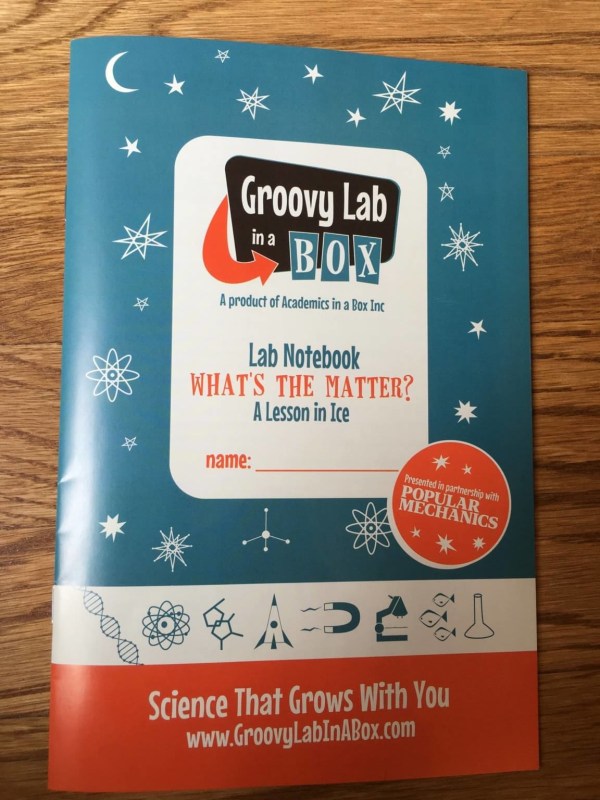 Groovy Lab
in a BOX
A product of Academics in a Box Inc
Lab Notebook
WHAT'S THE MATTER?
A Lesson in Ice
name:
Presented in partnership with
POPULAR
MECHANICS
Science That Grows With You
www.GroovyLabInABox.com